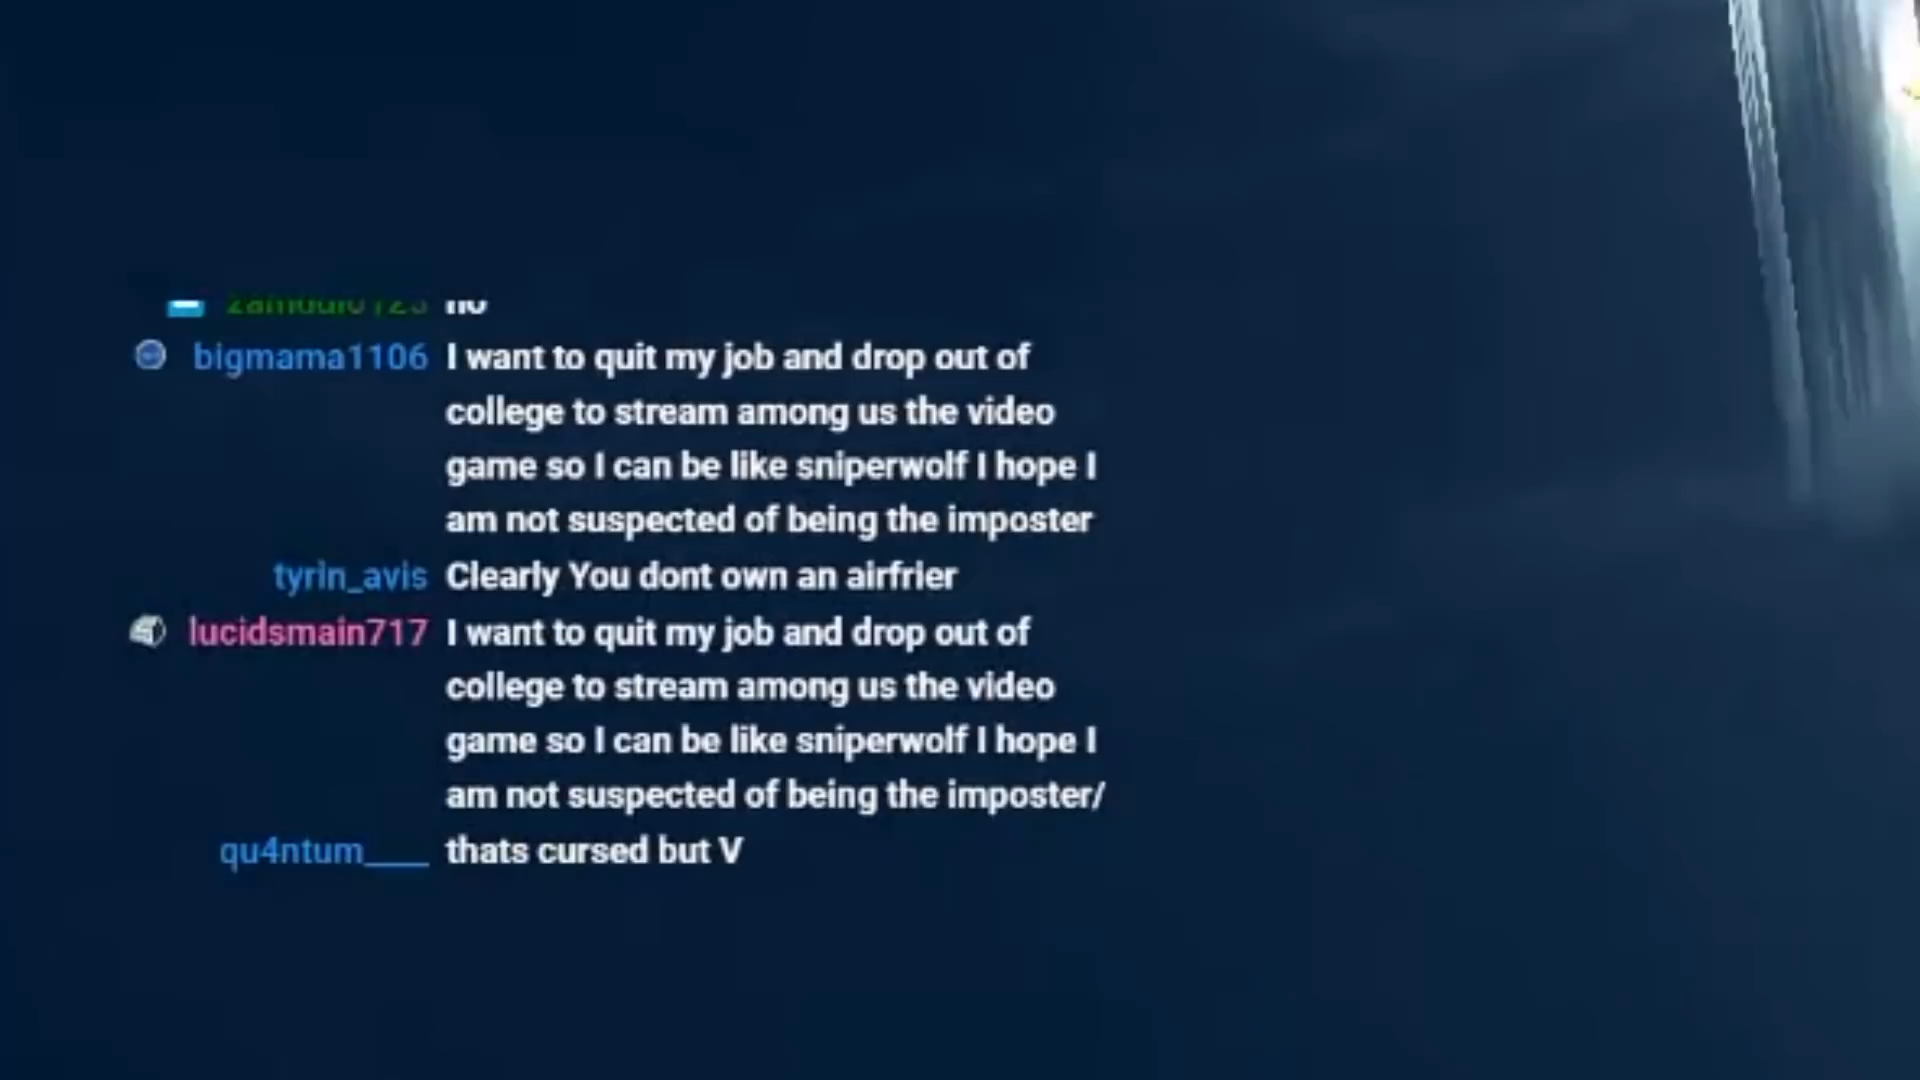 no
bigmama1106 I want to quit my job and drop out of
college to stream among us the video
game so I can be like sniperwolf I hope I
am not suspected of being the imposter
tyrin_avis Clearly You dont own an airfrier
lucidsmain717 I want to quit my job and drop out of
college to stream among us the video
game so I can be like sniperwolf I hope I
am not suspected of being the imposter/
qu4ntum____ thats cursed but V